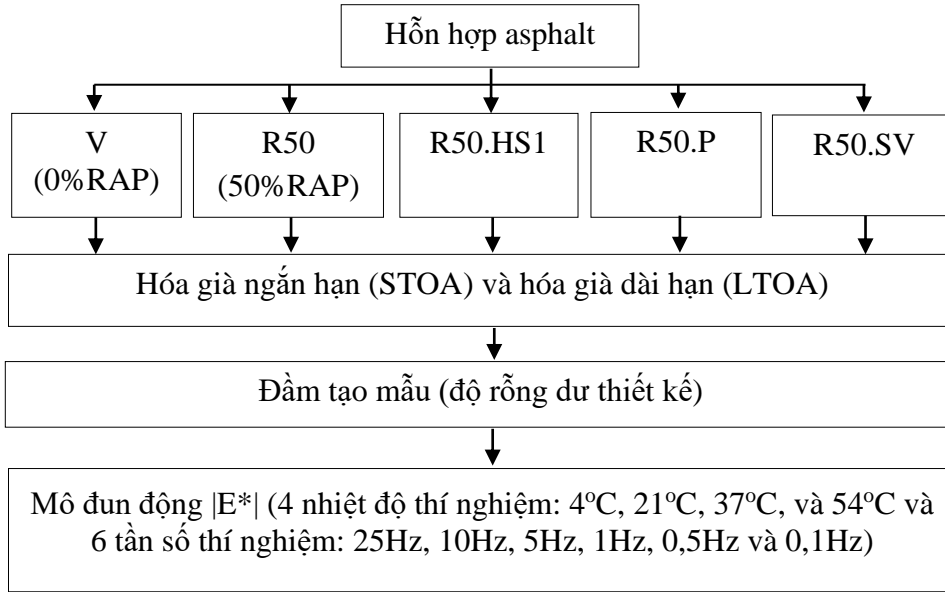 Hỗn hợp asphalt
V
(0%RAP)
R50
(50%RAP)
R50.HS1
R50.P
R50.SV
Hóa già ngắn hạn (STOA) và hóa già dài hạn (LTOA)
Đầm tạo mẫu (độ rỗng dư thiết kế)
Mô đun động |E*| (4 nhiệt độ thí nghiệm: 4ºC, 21ºC, 37ºC, và 54ºC và
6 tần số thí nghiệm: 25Hz, 10Hz, 5Hz, 1Hz, 0,5Hz và 0,1Hz)